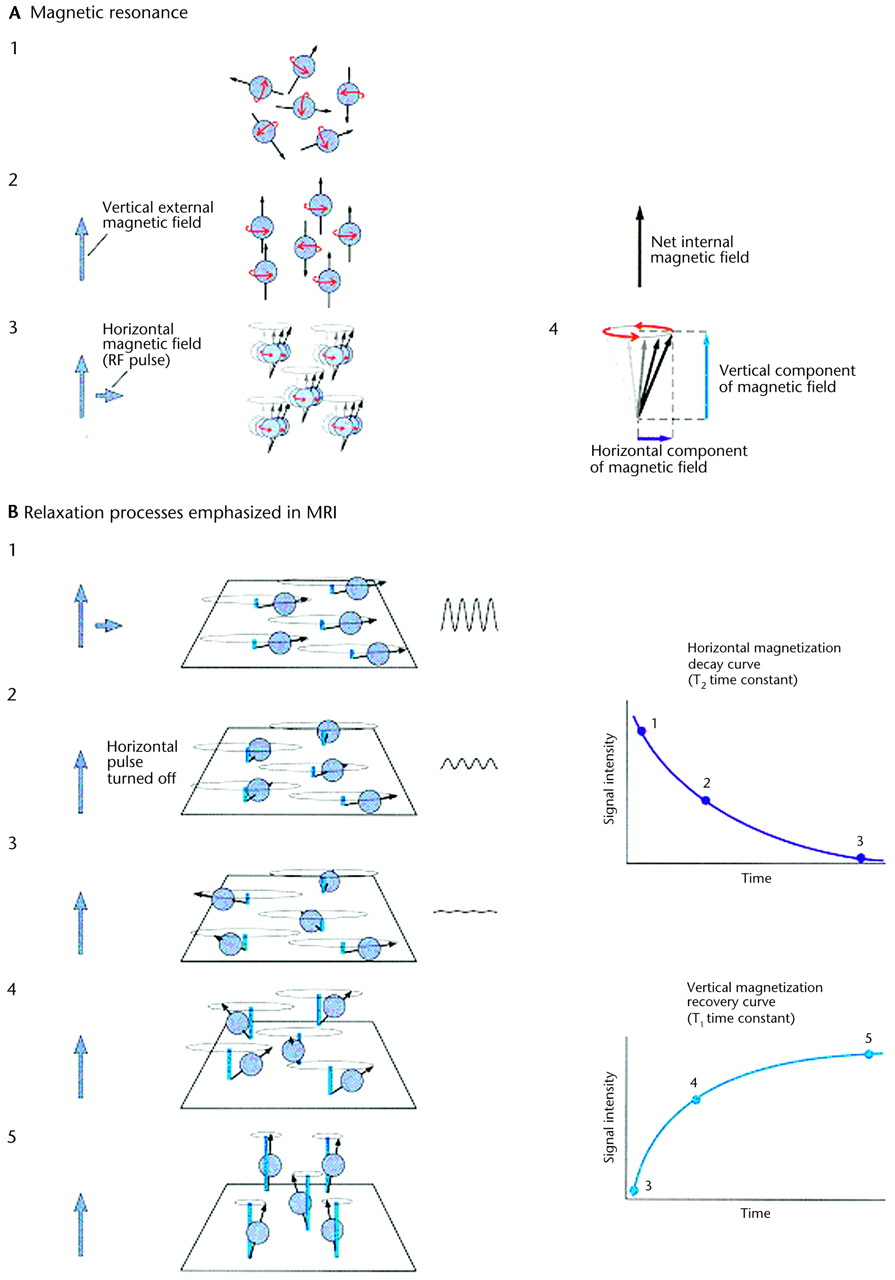 A Magnetic resonance
1
2
Vertical external
magnetic field
Net internal
magnetic field
3
Horizontal
magnetic field
(RF pulse)
4
Vertical component
of magnetic field
Horizontal component
of magnetic field
B Relaxation processes emphasized in MRI
1
2
Horizontal
pulse
turned off
3
4
5
Horizontal magnetization
decay curve
(T2 time constant)
Signal intensity
1
2
3
Time
Vertical magnetization
recovery curve
(T1 time constant)
Signal intensity
3
4
5
Time